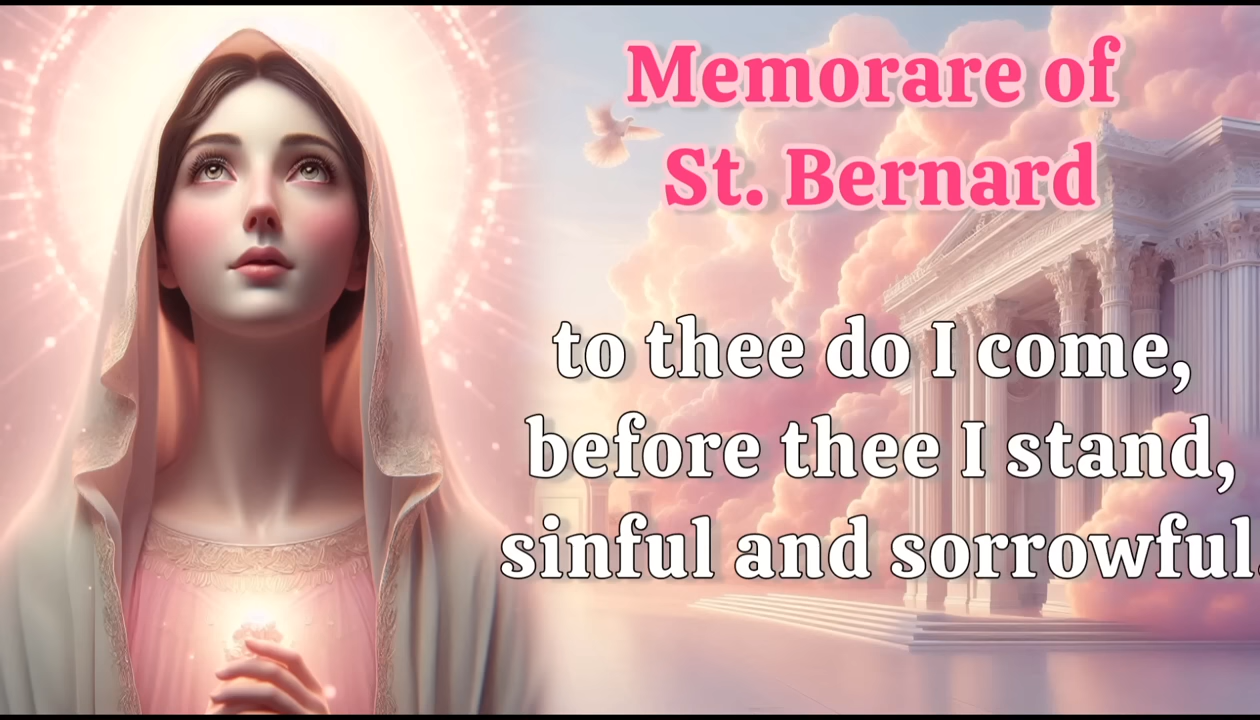 Memorare of
St. Bernard
to thee do I come,
before thee I stand,
sinful and sorrowful.